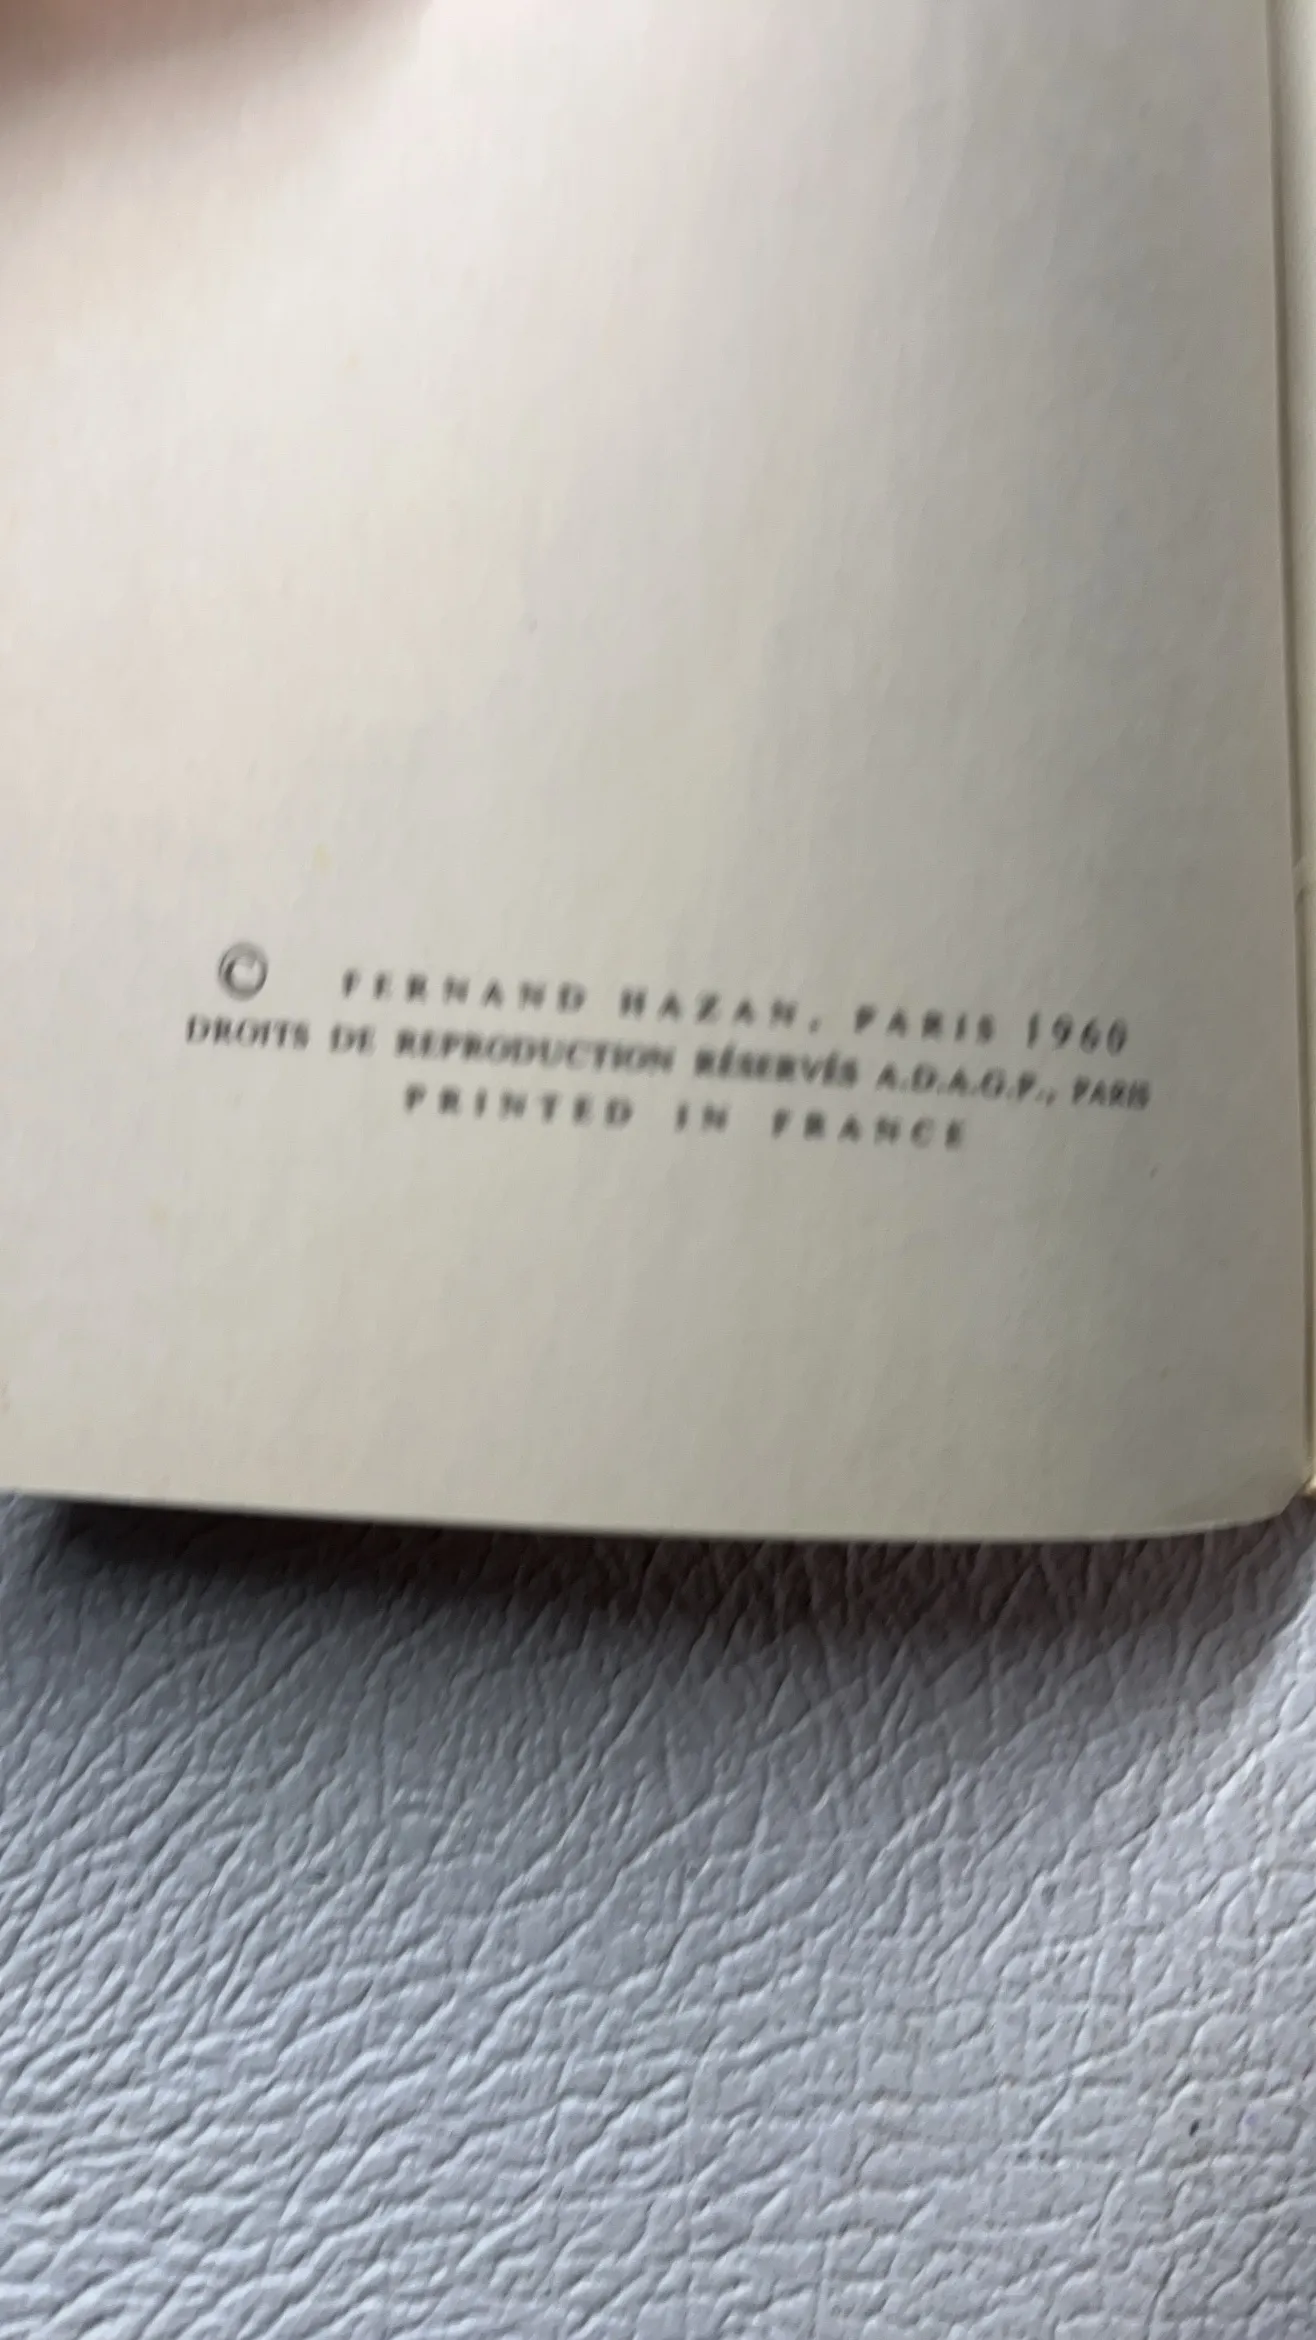 © FERNAND HAZAN, PARIS 1960
DROITS DE REPRODUCTION RÉSERVÉS A.D.A.G.P., PARIS
PRINTED IN FRANCE